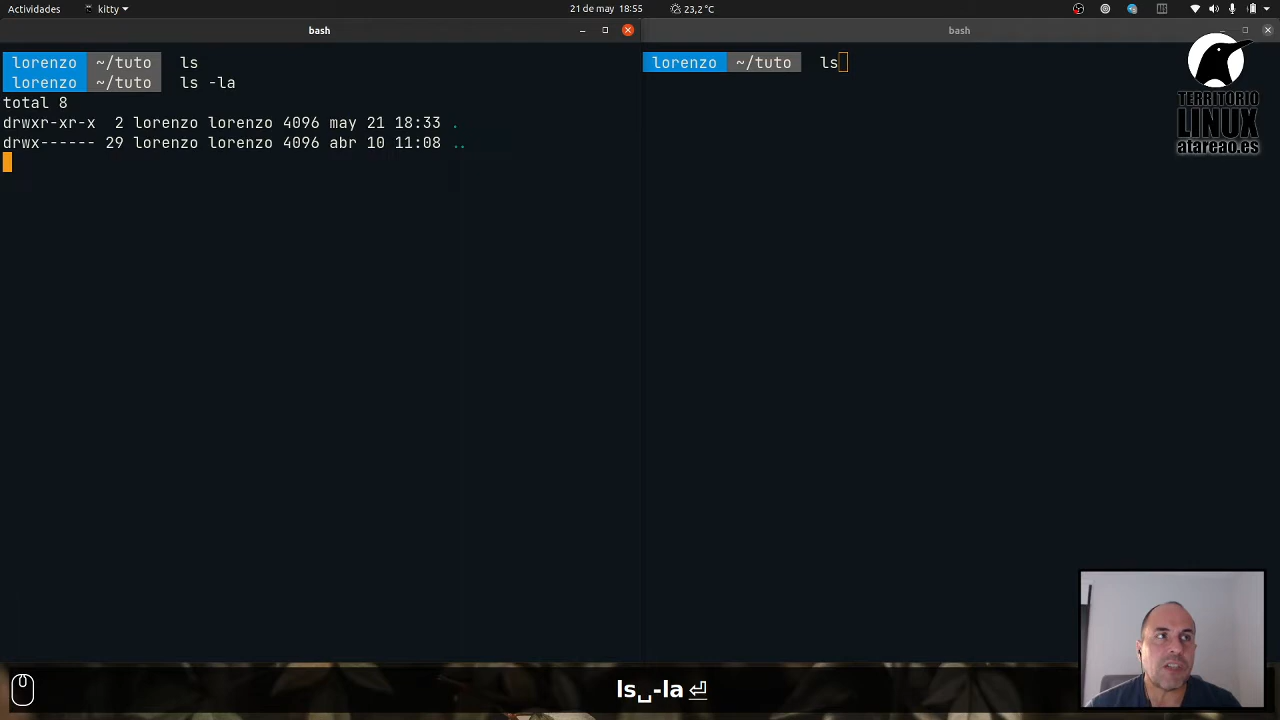 Actividades kitty 21 de may 18:55 23,2 °C
bash
lorenzo ~/tuto ls
lorenzo ~/tuto ls -la
total 8
drwxr-xr-x 2 lorenzo lorenzo 4096 may 21 18:33 .
drwx------ 29 lorenzo lorenzo 4096 abr 10 11:08 ..
bash
lorenzo ~/tuto ls
TERRITORIO
LINUX
atareao.es
ls␣-la ⏎